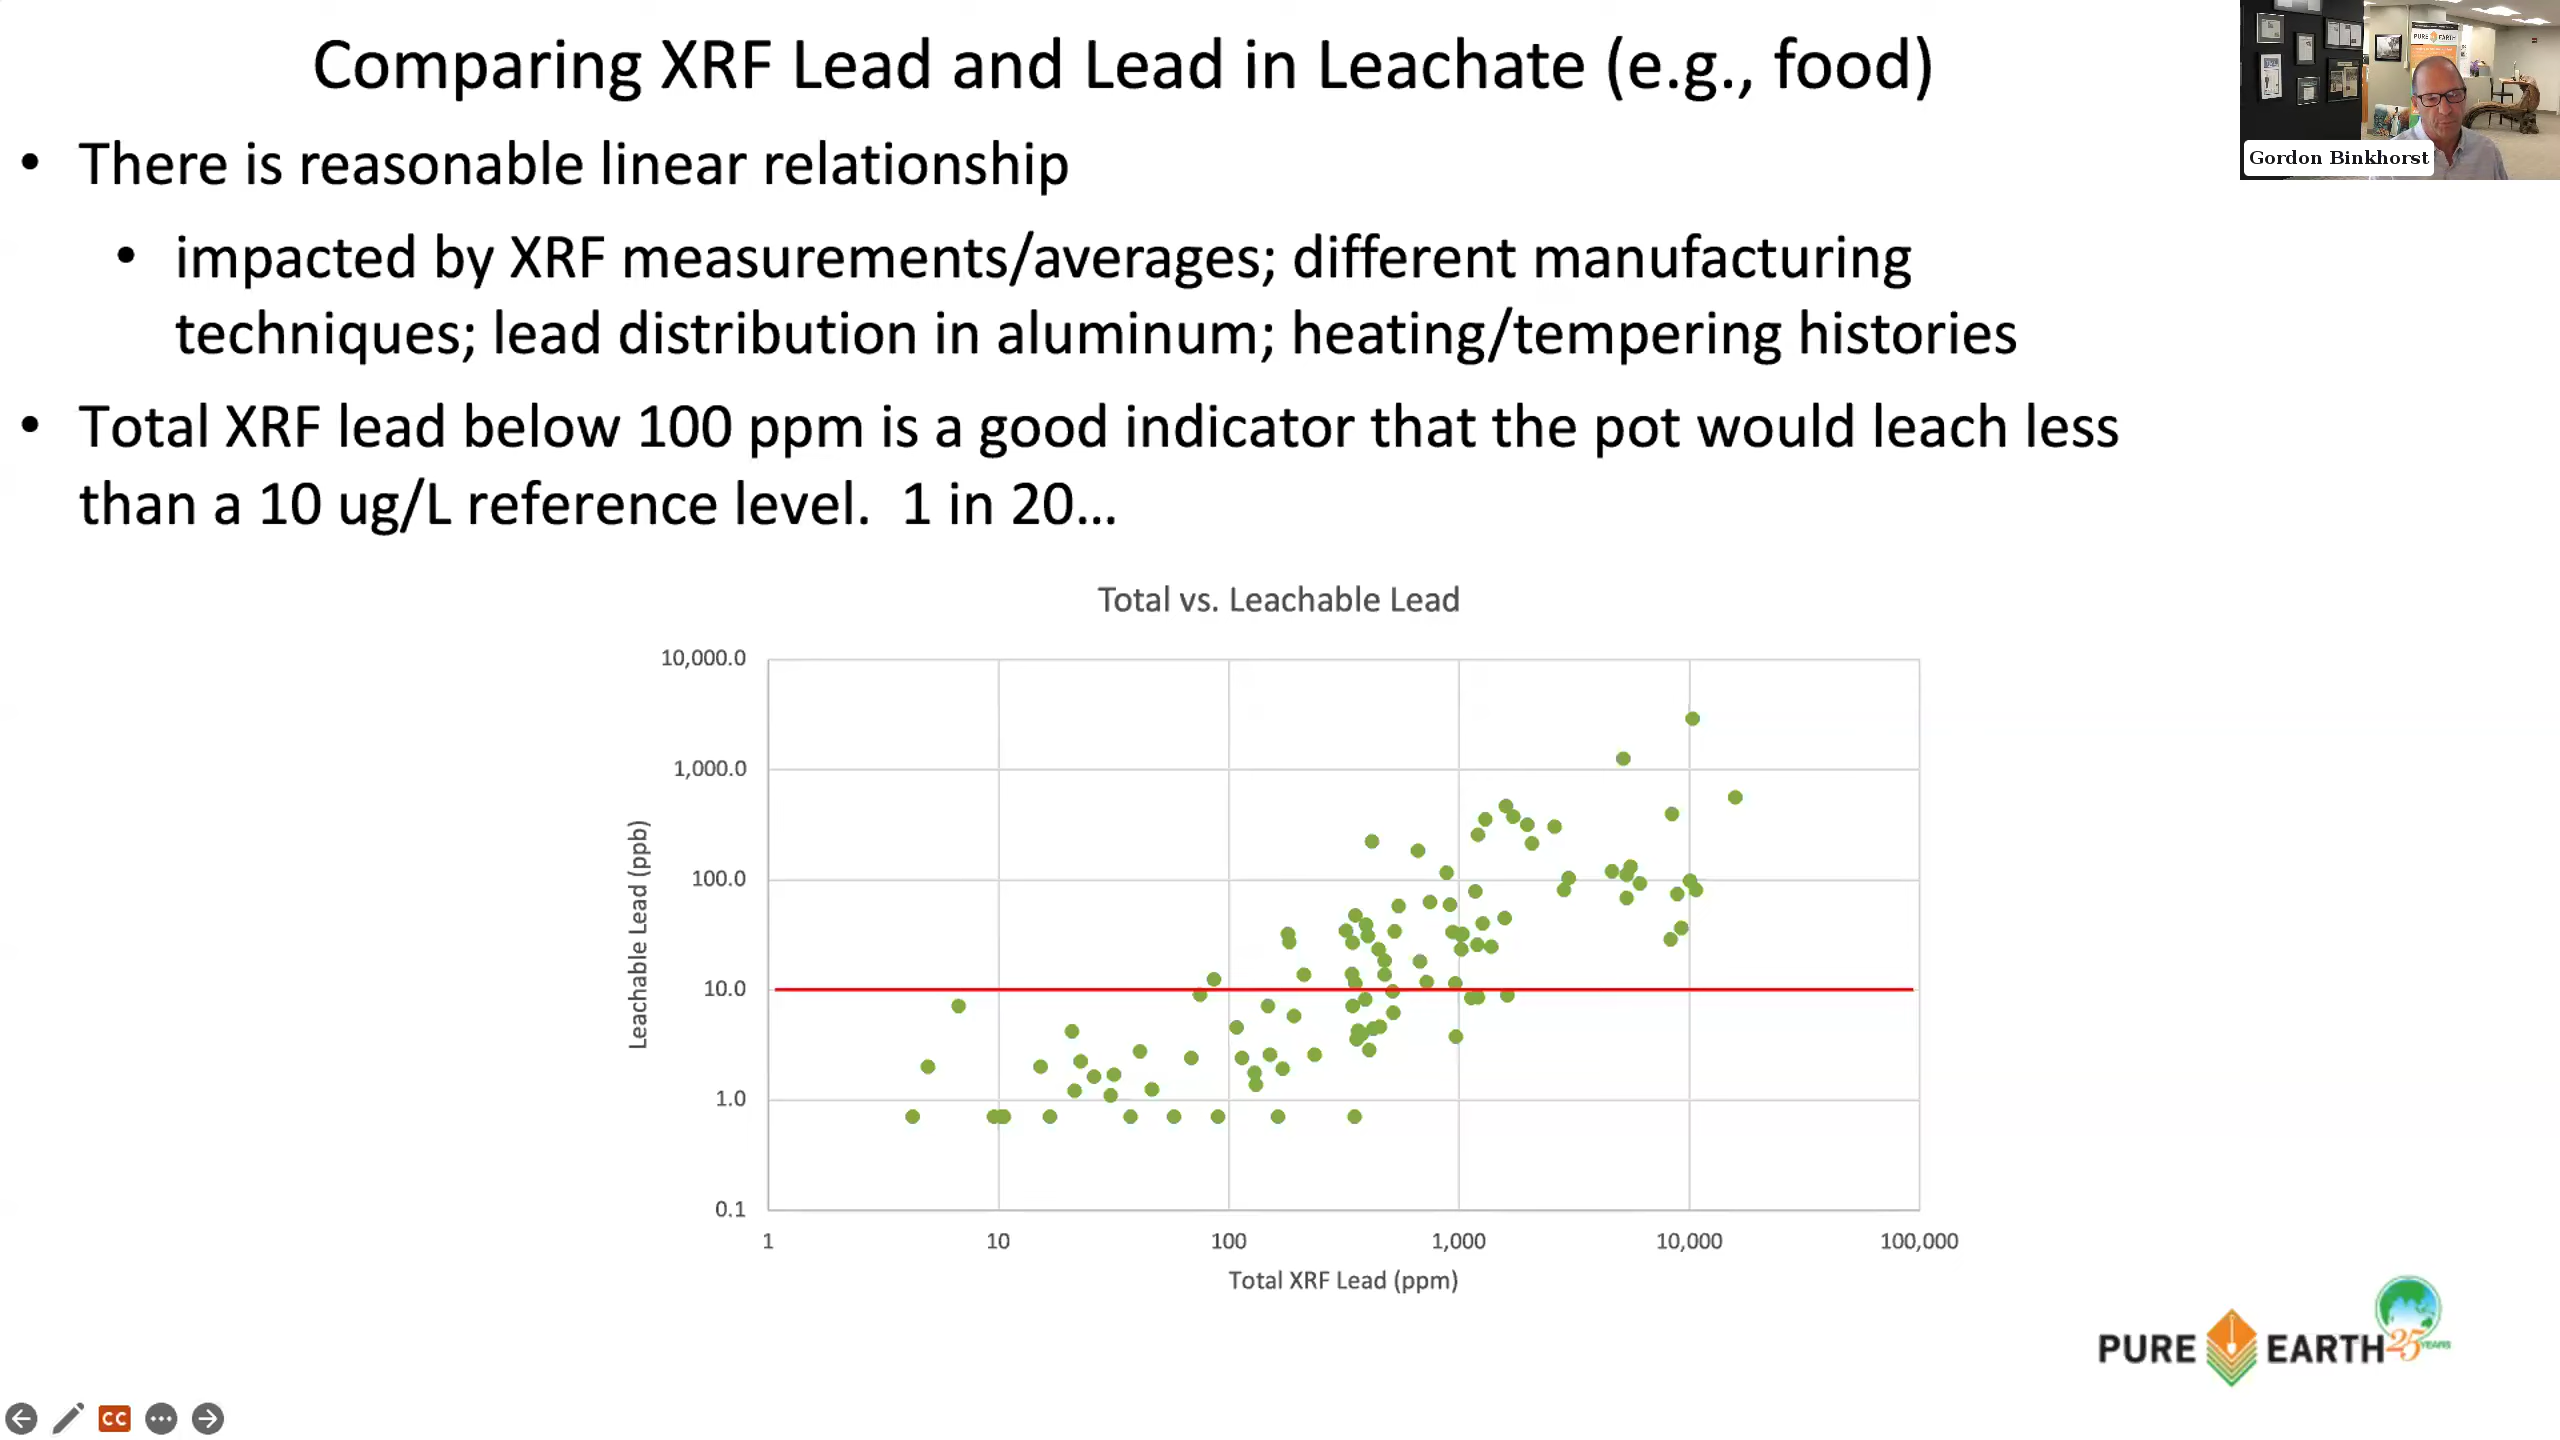 Comparing XRF Lead and Lead in Leachate (e.g., food)
• There is reasonable linear relationship
• impacted by XRF measurements/averages; different manufacturing
techniques; lead distribution in aluminum; heating/tempering histories
• Total XRF lead below 100 ppm is a good indicator that the pot would leach less
than a 10 ug/L reference level. 1 in 20...
PURE EARTH
Gordon Binkhorst
Total vs. Leachable Lead
Leachable Lead (ppb)
10,000.0
1,000.0
100.0
10.0
1.0
0.1
1 10 100 1,000 10,000 100,000
Total XRF Lead (ppm)
PURE EARTH 25 YEARS
CC